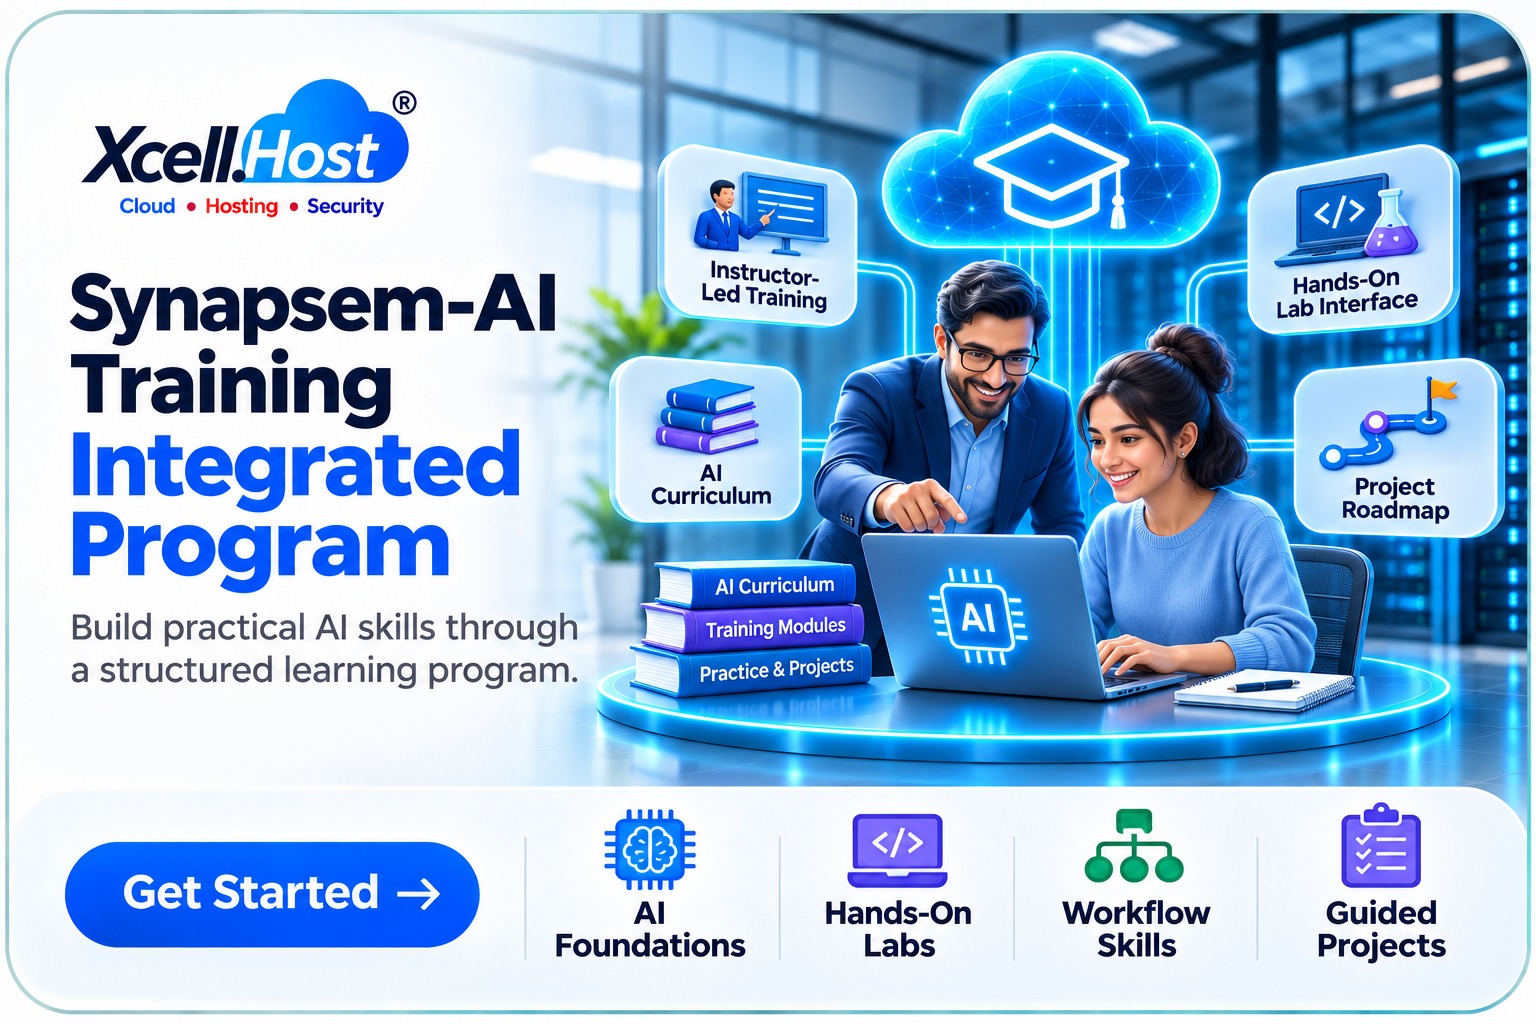 Xcell.Host®
Cloud • Hosting • Security
Synapsem-AI
Training
Integrated
Program
Build practical AI skills through
a structured learning program.
Instructor-
Led Training
AI
Curriculum
Hands-On
Lab Interface
Project
Roadmap
</>
AI Curriculum
Training Modules
Practice & Projects
AI
Get Started →
AI
Foundations
</>
Hands-On
Labs
Workflow
Skills
Guided
Projects